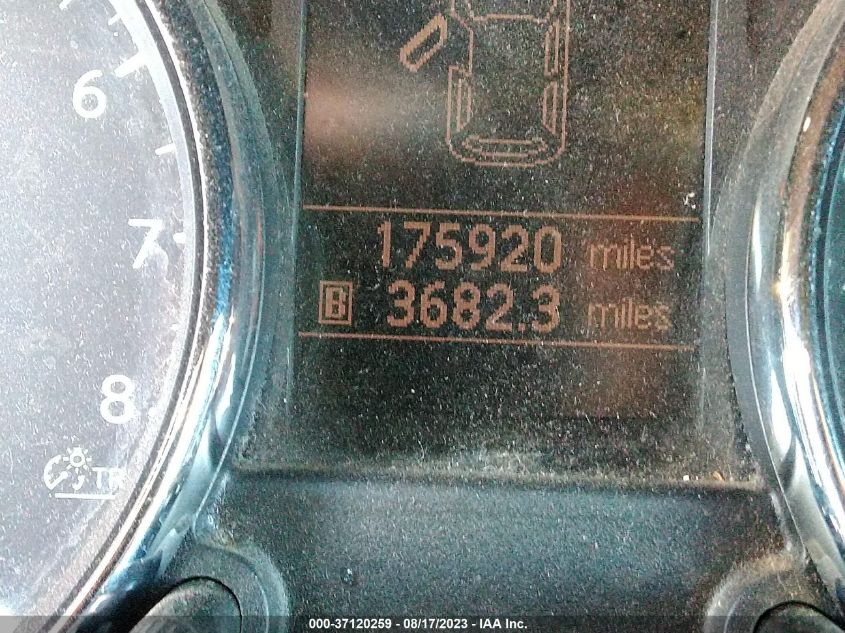 6
7
8
175920 miles
B 3682.3 miles
000-37120259 - 08/17/2023 - IAA Inc.